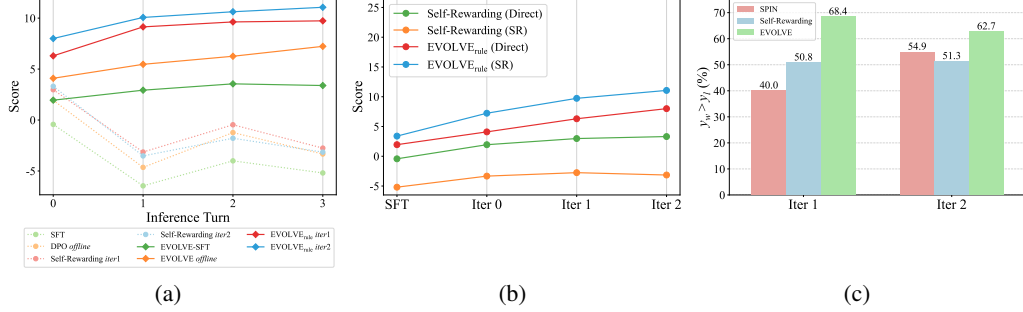 10
5
0
-5
Score
0 1 2 3
Inference Turn
SFT
DPO offline
Self-Rewarding iter1
Self-Rewarding iter2
EVOLVE-SFT
EVOLVE offline
EVOLVErule iter1
EVOLVErule iter2
(a)
25
20
15
10
5
0
-5
Score
Self-Rewarding (Direct)
Self-Rewarding (SR)
EVOLVErule (Direct)
EVOLVErule (SR)
SFT Iter 0 Iter 1 Iter 2
(b)
70
60
50
40
30
20
10
0
yw > yl (%)
SPIN
Self-Rewarding
EVOLVE
40.0 50.8 68.4
54.9 51.3 62.7
Iter 1 Iter 2
(c)